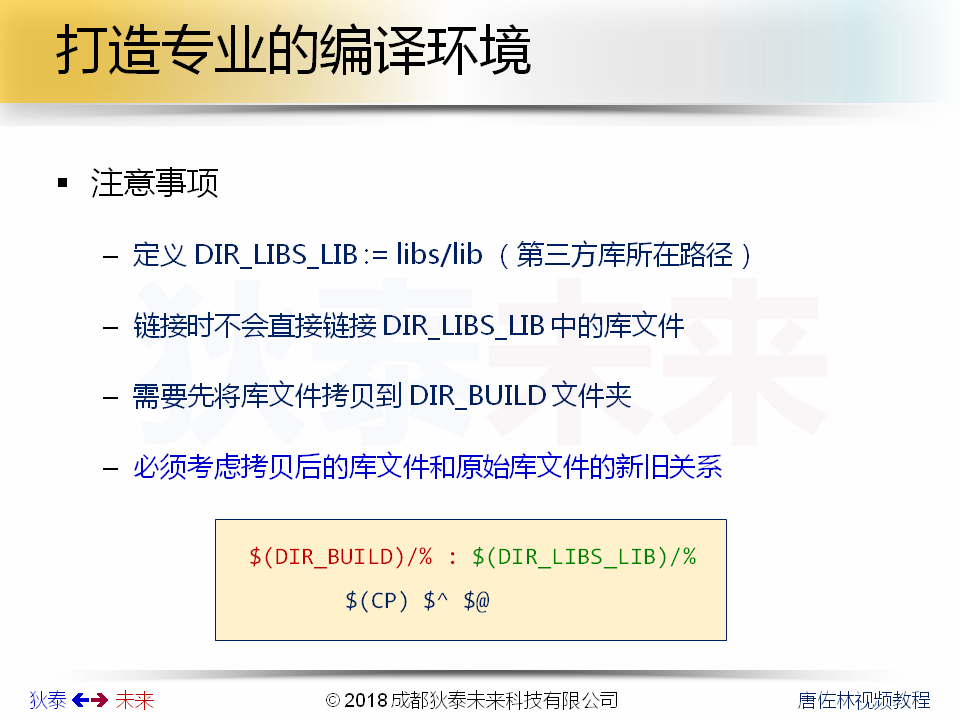 打造专业的编译环境
▪ 注意事项
– 定义 DIR_LIBS_LIB := libs/lib （第三方库所在路径）
– 链接时不会直接链接 DIR_LIBS_LIB 中的库文件
– 需要先将库文件拷贝到 DIR_BUILD 文件夹
– 必须考虑拷贝后的库文件和原始库文件的新旧关系
狄泰未来
$(DIR_BUILD)/% : $(DIR_LIBS_LIB)/%
$(CP) $^ $@
狄泰 未来
© 2018 成都狄泰未来科技有限公司
唐佐林视频教程